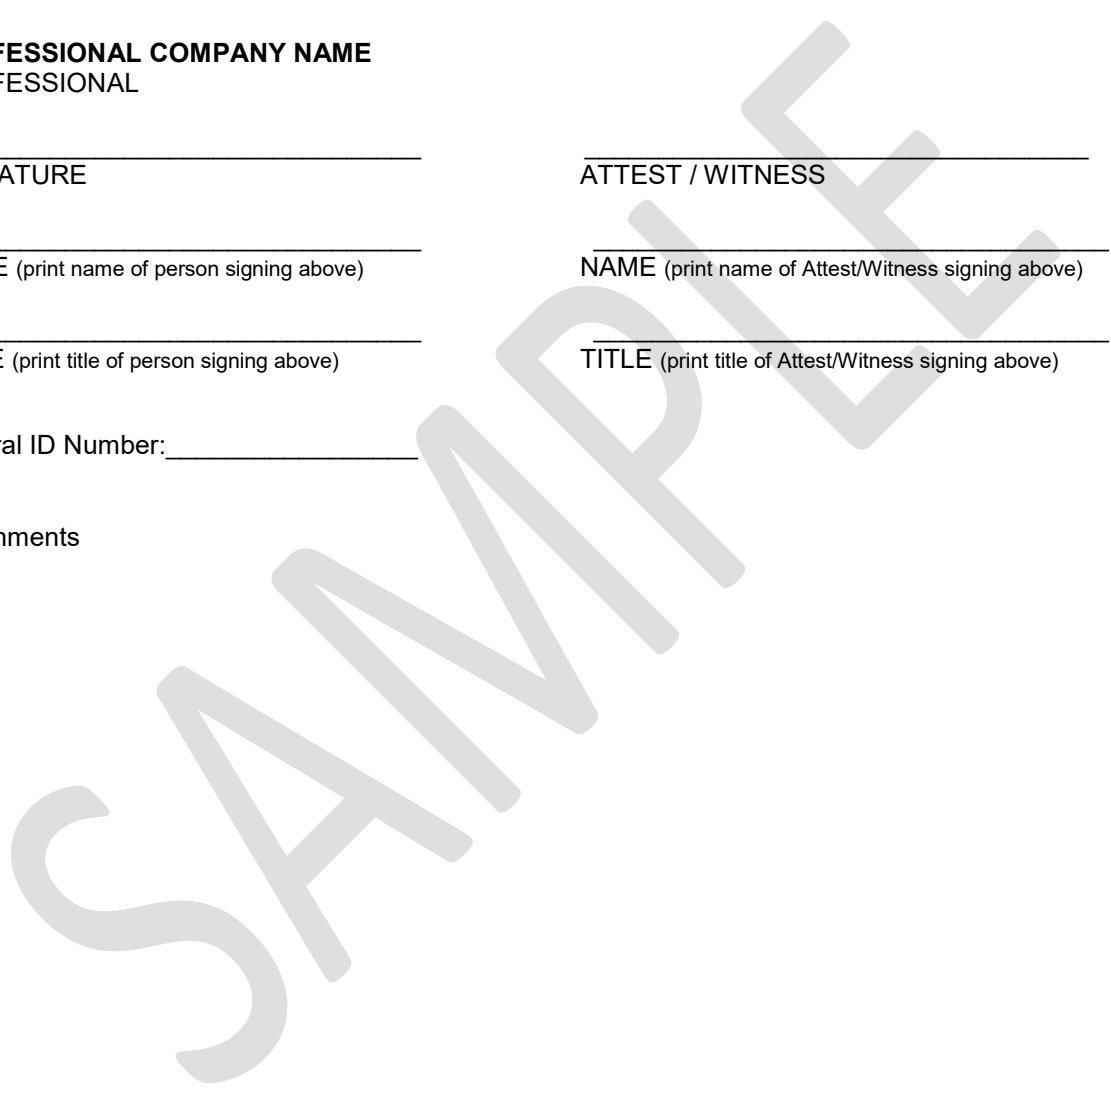 FESSIONAL COMPANY NAME
FESSIONAL
ATURE
ATTEST / WITNESS
E (print name of person signing above)
NAME (print name of Attest/Witness signing above)
E (print title of person signing above)
TITLE (print title of Attest/Witness signing above)
ral ID Number:_________________
nments
SAMPLE